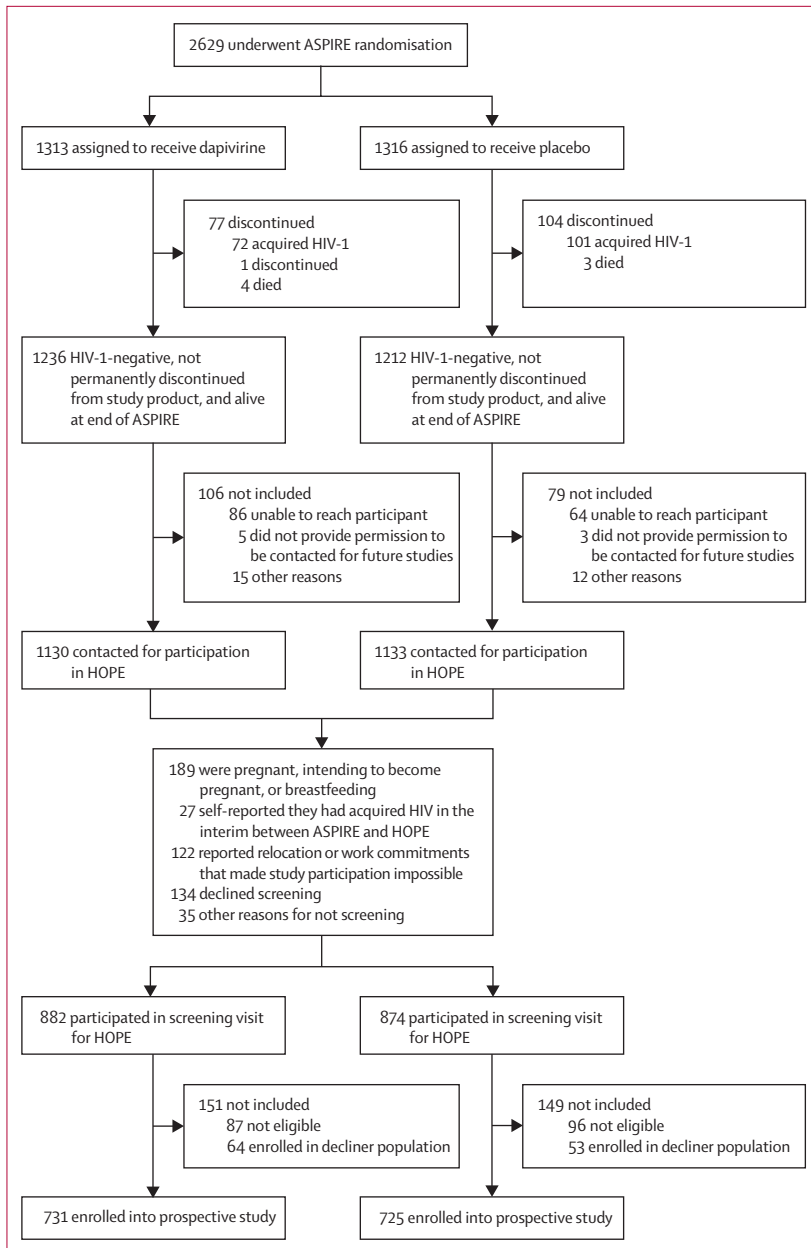 2629 underwent ASPIRE randomisation
1313 assigned to receive dapivirine
1316 assigned to receive placebo
77 discontinued
72 acquired HIV-1
1 discontinued
4 died
104 discontinued
101 acquired HIV-1
3 died
1236 HIV-1-negative, not
permanently discontinued
from study product, and alive
at end of ASPIRE
1212 HIV-1-negative, not
permanently discontinued
from study product, and alive
at end of ASPIRE
106 not included
86 unable to reach participant
5 did not provide permission to
be contacted for future studies
15 other reasons
79 not included
64 unable to reach participant
3 did not provide permission to
be contacted for future studies
12 other reasons
1130 contacted for participation
in HOPE
1133 contacted for participation
in HOPE
189 were pregnant, intending to become
pregnant, or breastfeeding
27 self-reported they had acquired HIV in the
interim between ASPIRE and HOPE
122 reported relocation or work commitments
that made study participation impossible
134 declined screening
35 other reasons for not screening
882 participated in screening visit
for HOPE
874 participated in screening visit
for HOPE
151 not included
87 not eligible
64 enrolled in decliner population
149 not included
96 not eligible
53 enrolled in decliner population
731 enrolled into prospective study
725 enrolled into prospective study